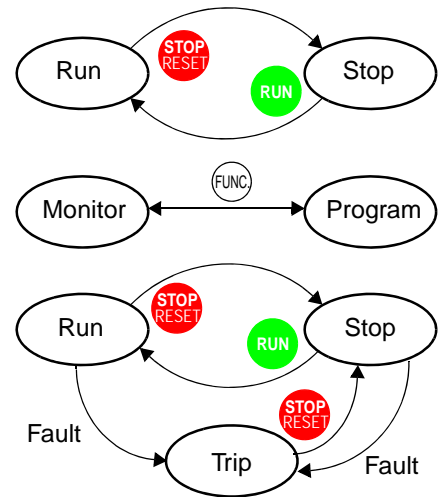 Run
STOP
RESET
Stop
RUN
Monitor
FUNC.
Program
Run
STOP
RESET
Stop
RUN
Fault
STOP
RESET
Trip
Fault